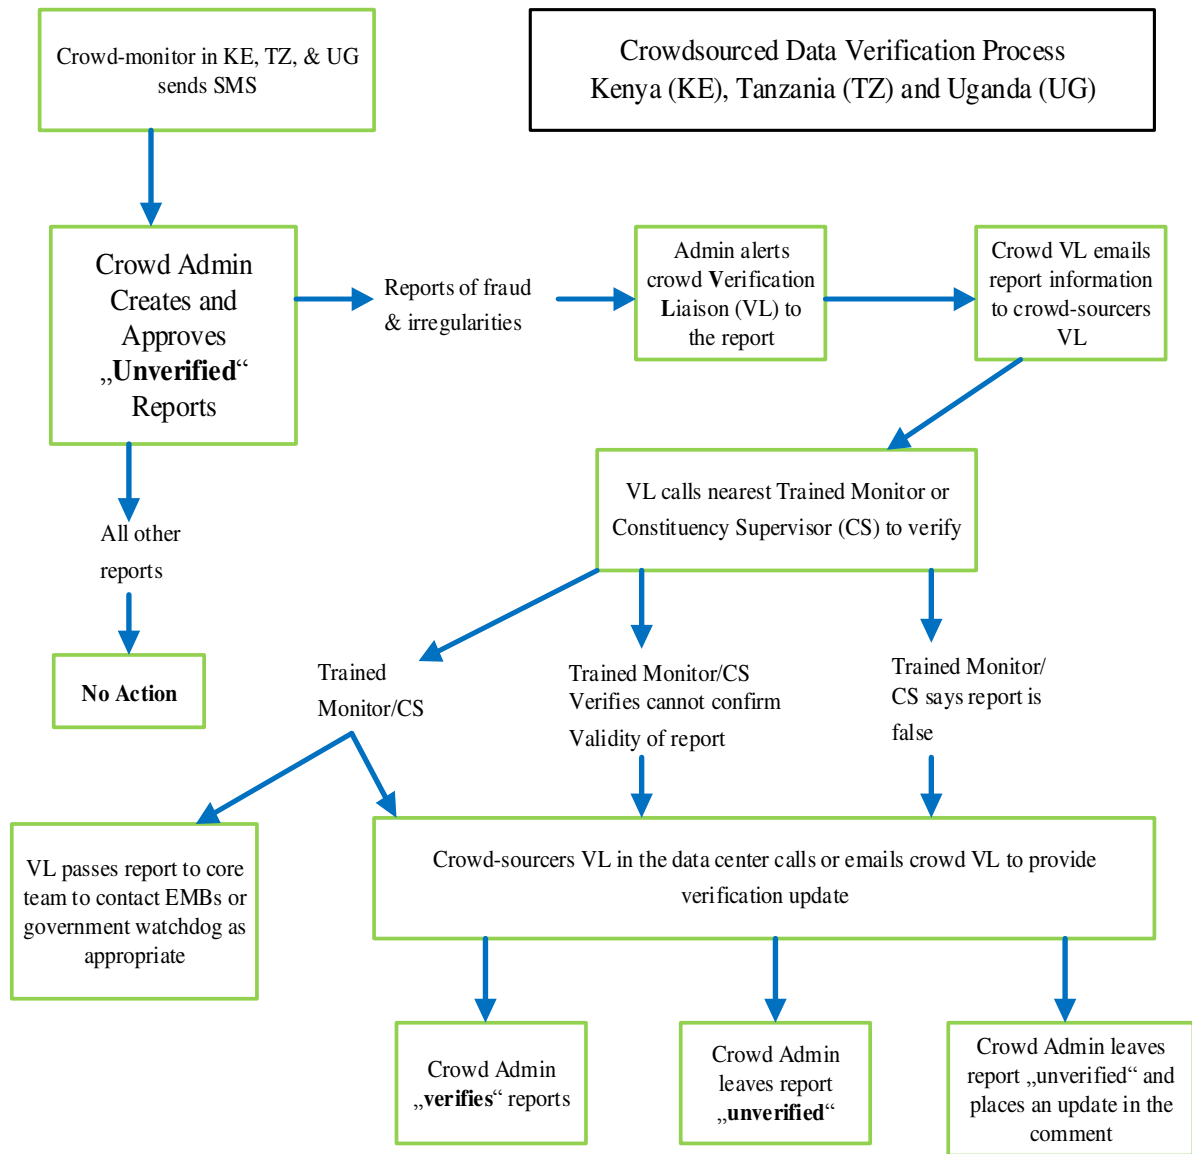 Crowd-monitor in KE, TZ, & UG
sends SMS
Crowdsourced Data Verification Process
Kenya (KE), Tanzania (TZ) and Uganda (UG)
Crowd Admin
Creates and
Approves
„Unverified“
Reports
Reports of fraud
& irregularities
Admin alerts
crowd Verification
Liaison (VL) to
the report
Crowd VL emails
report information
to crowd-sourcers
VL
VL calls nearest Trained Monitor or
Constituency Supervisor (CS) to verify
All other
reports
No Action
Trained
Monitor/CS
Trained Monitor/CS
Verifies cannot confirm
Validity of report
Trained Monitor/
CS says report is
false
VL passes report to core
team to contact EMBs or
government watchdog as
appropriate
Crowd-sourcers VL in the data center calls or emails crowd VL to provide
verification update
Crowd Admin
„verifies“ reports
Crowd Admin
leaves report
„unverified“
Crowd Admin leaves
report „unverified“ and
places an update in the
comment